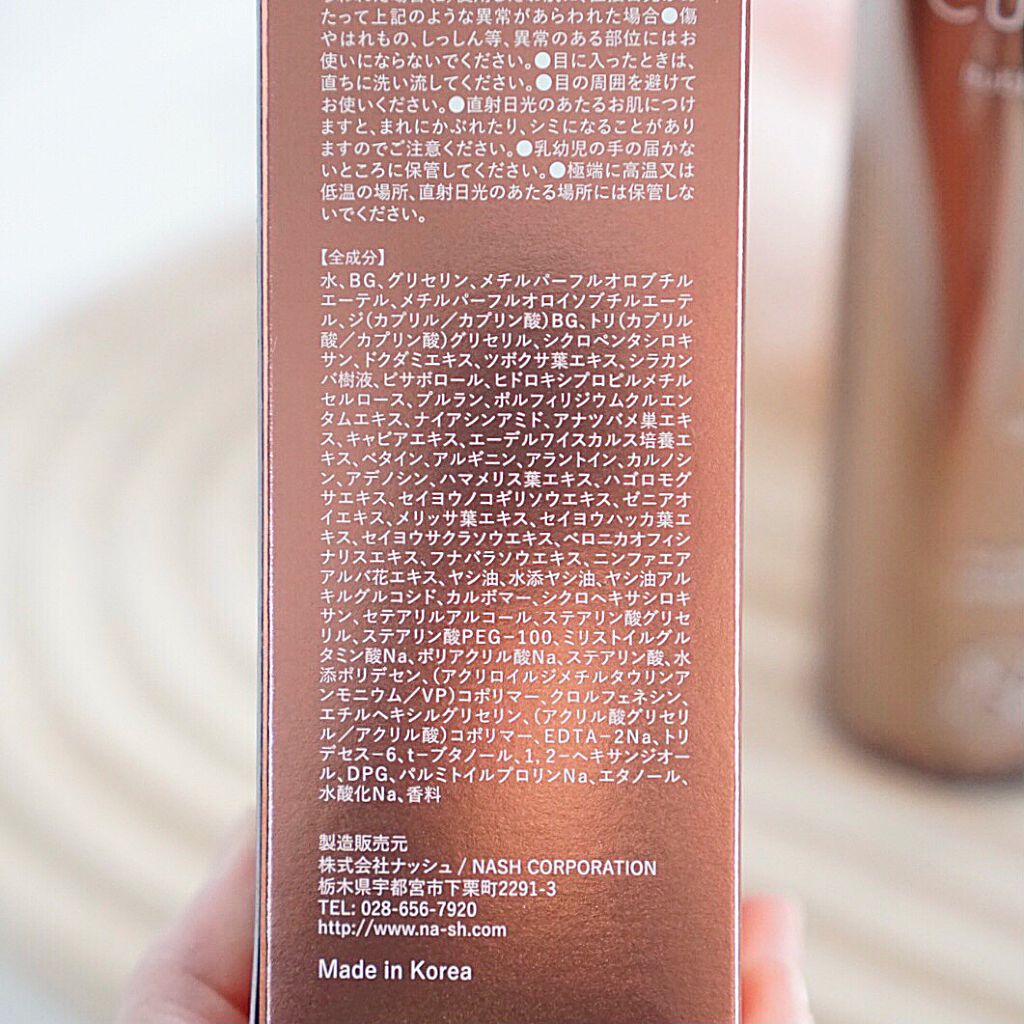 たって上記のような異常があらわれた場合●傷
やはれもの、しっしん等、異常のある部位にはお
使いにならないでください。●目に入ったときは、
直ちに洗い流してください。●目の周囲を避けて
お使いください。●直射日光のあたるお肌につけ
ますと、まれにかぶれたり、シミになることがあり
ますのでご注意ください。●乳幼児の手の届かな
いところに保管してください。●極端に高温又は
低温の場所、直射日光のあたる場所には保管しな
いでください。
【全成分】
水、BG、グリセリン、メチルパーフルオロブチル
エーテル、メチルパーフルオロイソブチルエーテ
ル、ジ(カプリル/カプリン酸)BG、トリ(カプリル
酸/カプリン酸)グリセリル、シクロペンタシロキ
サン、ドクダミエキス、ツボクサ葉エキス、シラカン
バ樹液、ビサボロール、ヒドロキシプロピルメチル
セルロース、プルラン、ポルフィリジウムクルエン
タムエキス、ナイアシンアミド、アナツバメ巣エキ
ス、キャビアエキス、エーデルワイスカルス培養エ
キス、ベタイン、アルギニン、アラントイン、カルノシ
ン、アデノシン、ハマメリス葉エキス、ハゴロモグ
サエキス、セイヨウノコギリソウエキス、ゼニアオ
イエキス、メリッサ葉エキス、セイヨウハッカ葉エ
キス、セイヨウサクラソウエキス、ベロニカオフィシ
ナリスエキス、フナバラソウエキス、ニンファエア
アルバ花エキス、ヤシ油、水添ヤシ油、ヤシ油アル
キルグルコシド、カルボマー、シクロヘキサシロキ
サン、セテアリルアルコール、ステアリン酸グリセ
リル、ステアリン酸PEG-100、ミリストイルグル
タミン酸Na、ポリアクリル酸Na、ステアリン酸、水
添ポリデセン、(アクリロイルジメチルタウリンア
ンモニウム/VP)コポリマー、クロルフェネシン、
エチルヘキシルグリセリン、(アクリル酸グリセリ
ル/アクリル酸)コポリマー、EDTA-2Na、トリ
デセス-6、t-ブタノール、1,2-ヘキサンジオー
ル、DPG、パルミトイルプロリンNa、エタノール、
水酸化Na、香料
製造販売元
株式会社ナッシュ / NASH CORPORATION
栃木県宇都宮市下栗町2291-3
TEL: 028-656-7920
http://www.na-sh.com
Made in Korea